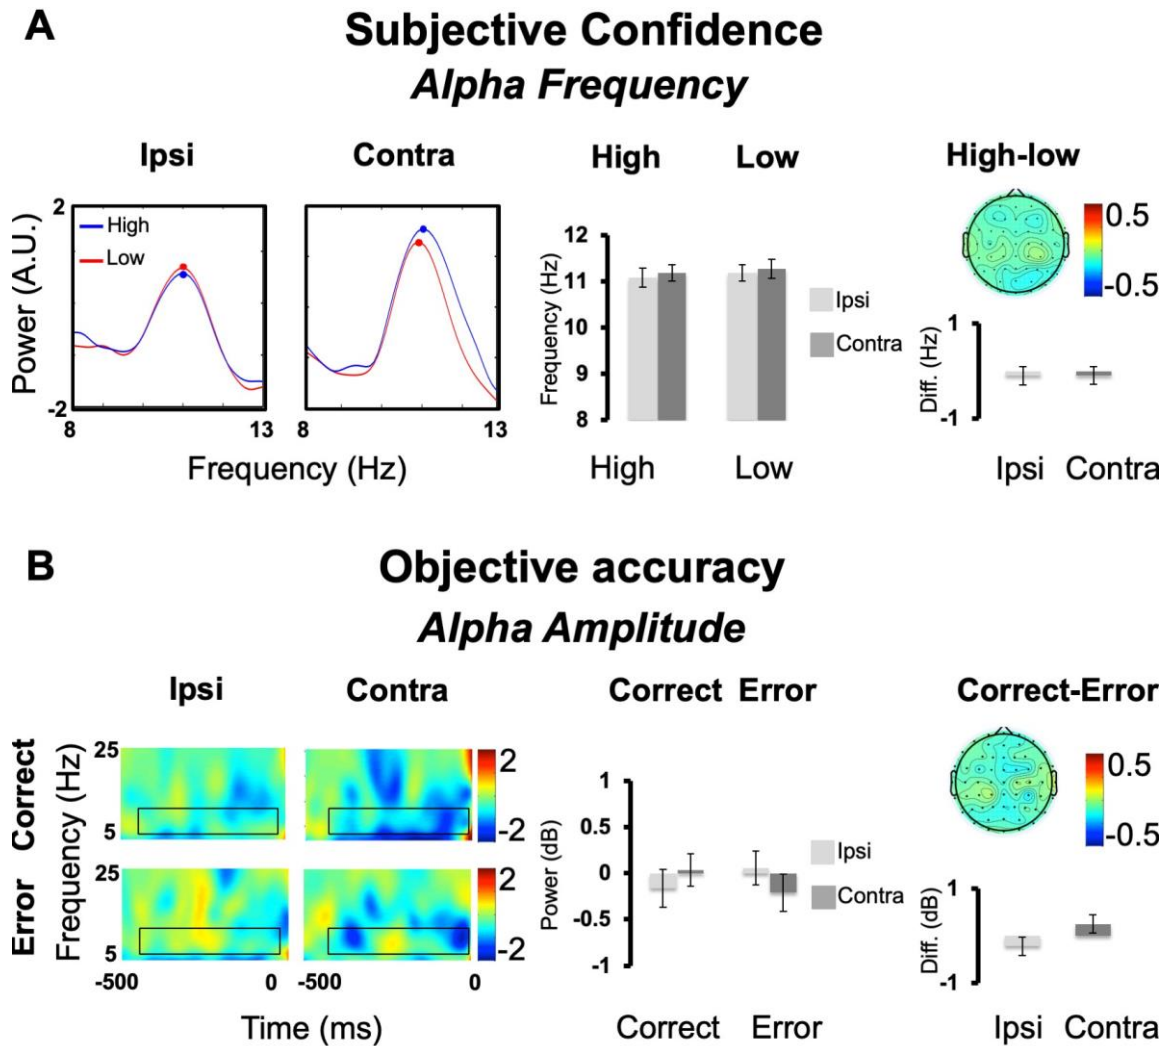 A
Subjective Confidence
Alpha Frequency
Ipsi
Contra
High
Low
High-low
2
Power (A.U.)
-2
High
Low
8
13
8
13
Frequency (Hz)
12
11
10
9
8
Frequency (Hz)
Ipsi
Contra
High
Low
0.5
-0.5
1
Diff. (Hz)
-1
Ipsi
Contra
B
Objective accuracy
Alpha Amplitude
Ipsi
Contra
Correct
Error
Correct-Error
Correct
Error
Frequency (Hz)
25
5
25
5
2
-2
2
-2
-500
0
-500
0
Time (ms)
1
0.5
0
-0.5
-1
Power (dB)
Ipsi
Contra
Correct
Error
0.5
-0.5
1
Diff. (dB)
-1
Ipsi
Contra